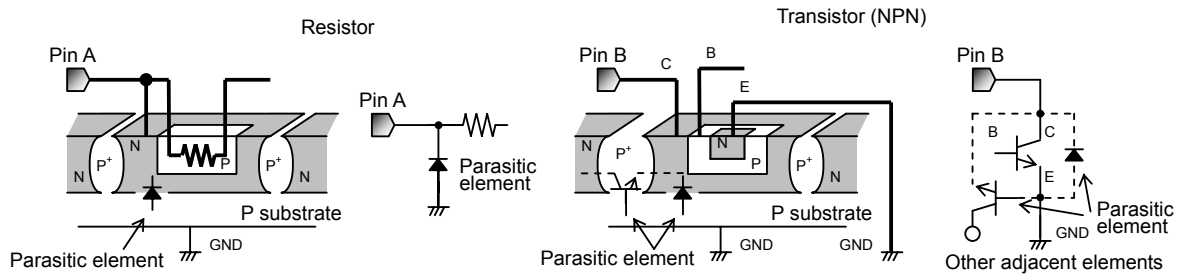 Resistor
Transistor (NPN)
Pin A
Pin B
B
Pin B
C
E
Pin A
N
P+
N
P
P+
N
Parasitic
element
N
P+
N
P
P+
N
B
C
E
P substrate
P substrate
Parasitic
element
GND
GND
GND
GND
Parasitic element
Parasitic element
Other adjacent elements